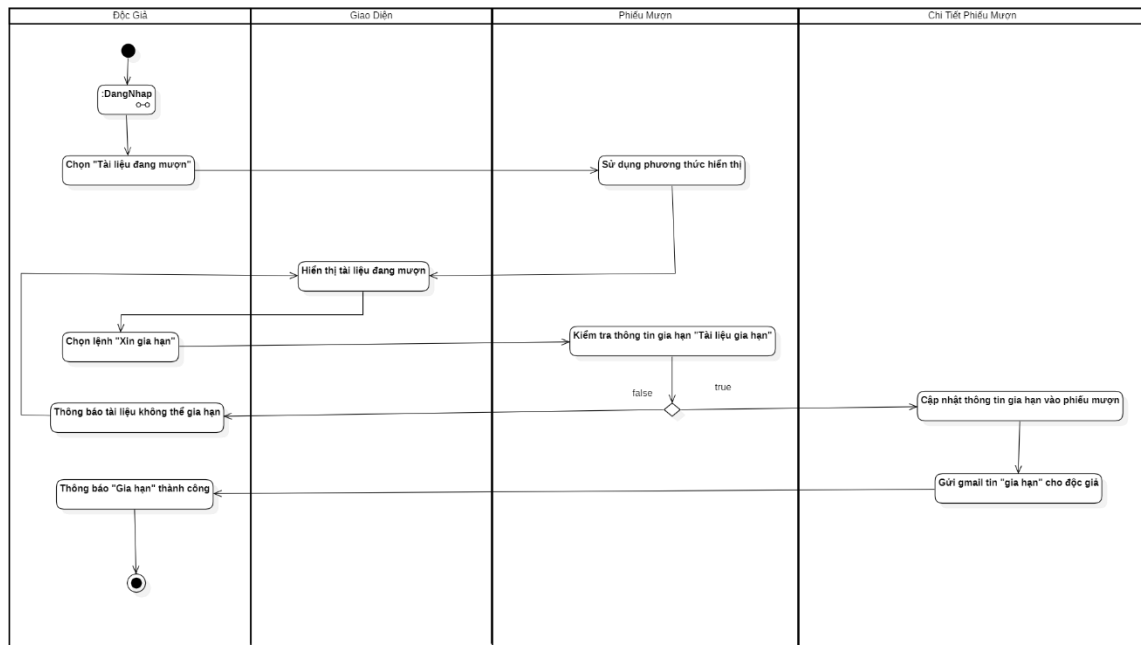 Độc Giả
Giao Diện
Phiếu Mượn
Chi Tiết Phiếu Mượn
:DangNhap
Chọn "Tài liệu đang mượn"
Sử dụng phương thức hiển thị
Hiển thị tài liệu đang mượn
Chọn lệnh "Xin gia hạn"
Kiểm tra thông tin gia hạn "Tài liệu gia hạn"
false
true
Thông báo tài liệu không thể gia hạn
Cập nhật thông tin gia hạn vào phiếu mượn
Thông báo "Gia hạn" thành công
Gửi gmail tin "gia hạn" cho độc giả